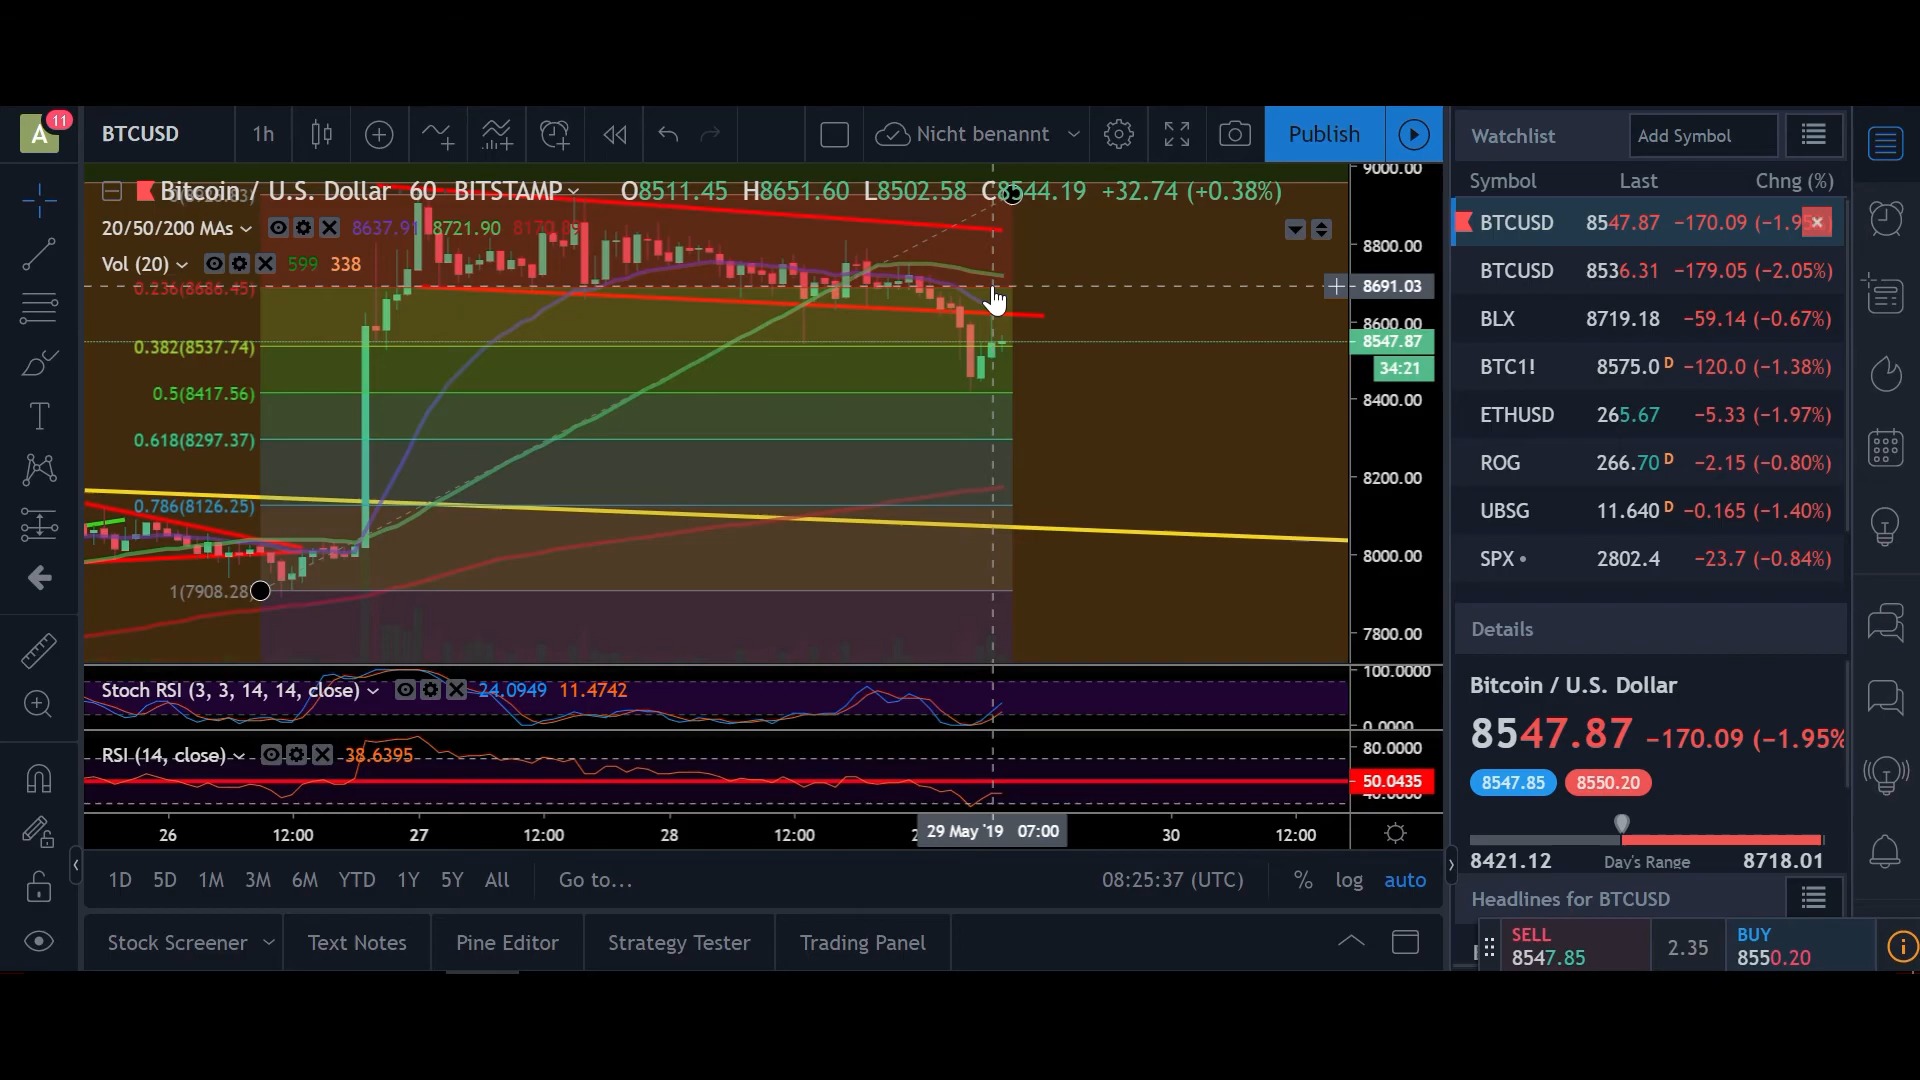 A 11 BTCUSD 1h Nicht benannt Publish
Watchlist Add Symbol
Symbol Last Chng (%)
Bitcoin / U.S. Dollar 60 BITSTAMP O8511.45 H8651.60 L8502.58 C8544.19 +32.74 (+0.38%)
20/50/200 MAs 8637.91 8721.90
Vol (20) 599 338
0.236(8686.45)
0.382(8537.74)
0.5(8417.56)
0.618(8297.37)
0.786(8126.25)
1(7908.28)
9000.00
8800.00
8691.03
8600.00
8547.87
34:21
8400.00
8200.00
8000.00
7800.00
Stoch RSI (3, 3, 14, 14, close) 24.0949 11.4742
100.0000
0.0000
RSI (14, close) 38.6395
80.0000
50.0435
40.0000
26 12:00 27 12:00 28 12:00 29 May '19 07:00 30 12:00
1D 5D 1M 3M 6M YTD 1Y 5Y All Go to... 08:25:37 (UTC) % log auto
Stock Screener Text Notes Pine Editor Strategy Tester Trading Panel
BTCUSD 8547.87 −170.09 (−1.95
BTCUSD 8536.31 −179.05 (−2.05%)
BLX 8719.18 −59.14 (−0.67%)
BTC1! 8575.0 D −120.0 (−1.38%)
ETHUSD 265.67 −5.33 (−1.97%)
ROG 266.70 D −2.15 (−0.80%)
UBSG 11.640 D −0.165 (−1.40%)
SPX 2802.4 −23.7 (−0.84%)
Details
Bitcoin / U.S. Dollar
8547.87 −170.09 (−1.95%
8547.85 8550.20
8421.12 Day's Range 8718.01
Headlines for BTCUSD
SELL 8547.85 2.35 BUY 8550.20